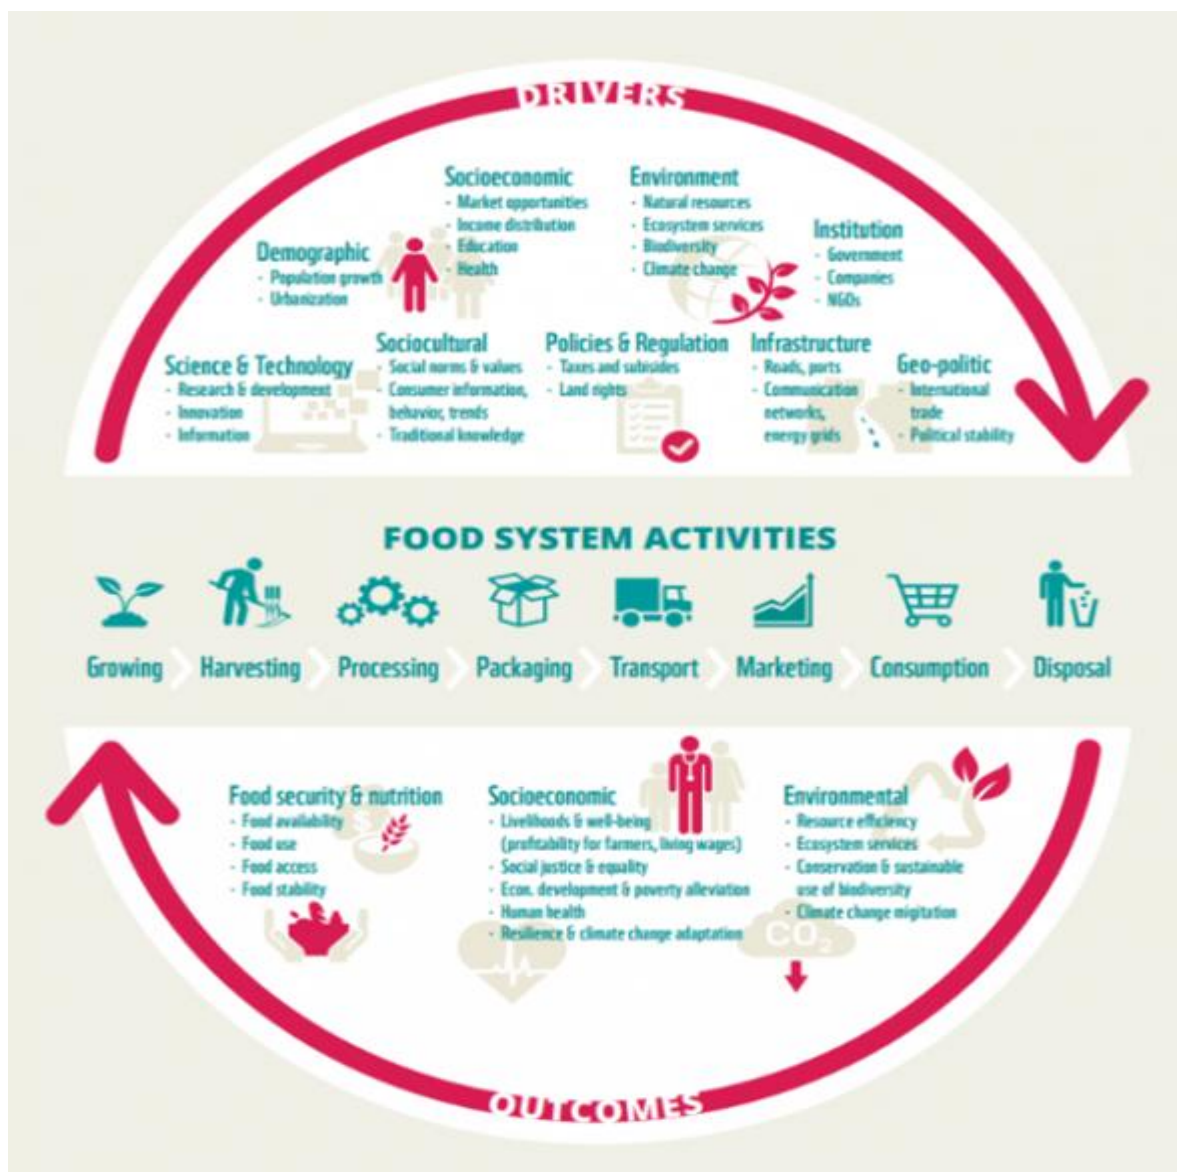 DRIVERS
Socioeconomic
- Market opportunities
- Income distribution
- Education
- Health
Environment
- Natural resources
- Ecosystem services
- Biodiversity
- Climate change
Institution
- Government
- Companies
- NGOs
Demographic
- Population growth
- Urbanization
Science & Technology
- Research & development
- Innovation
- Information
Sociocultural
- Social norms & values
- Consumer information,
behavior, trends
- Traditional knowledge
Policies & Regulation
- Taxes and subsides
- Land rights
Infrastructure
- Roads, ports
- Communication
networks,
energy grids
Geo-politic
- International
trade
- Political stability
FOOD SYSTEM ACTIVITIES
Growing
Harvesting
Processing
Packaging
Transport
Marketing
Consumption
Disposal
Food security & nutrition
- Food availability
- Food use
- Food access
- Food stability
Socioeconomic
- Livelihoods & well-being
(profitability for farmers, living wages)
- Social justice & equality
- Econ. development & poverty alleviation
- Human health
- Resilience & climate change adaptation
Environmental
- Resource efficiency
- Ecosystem services
- Conservation & sustainable
use of biodiversity
- Climate change migitation
CO2
OUTCOMES